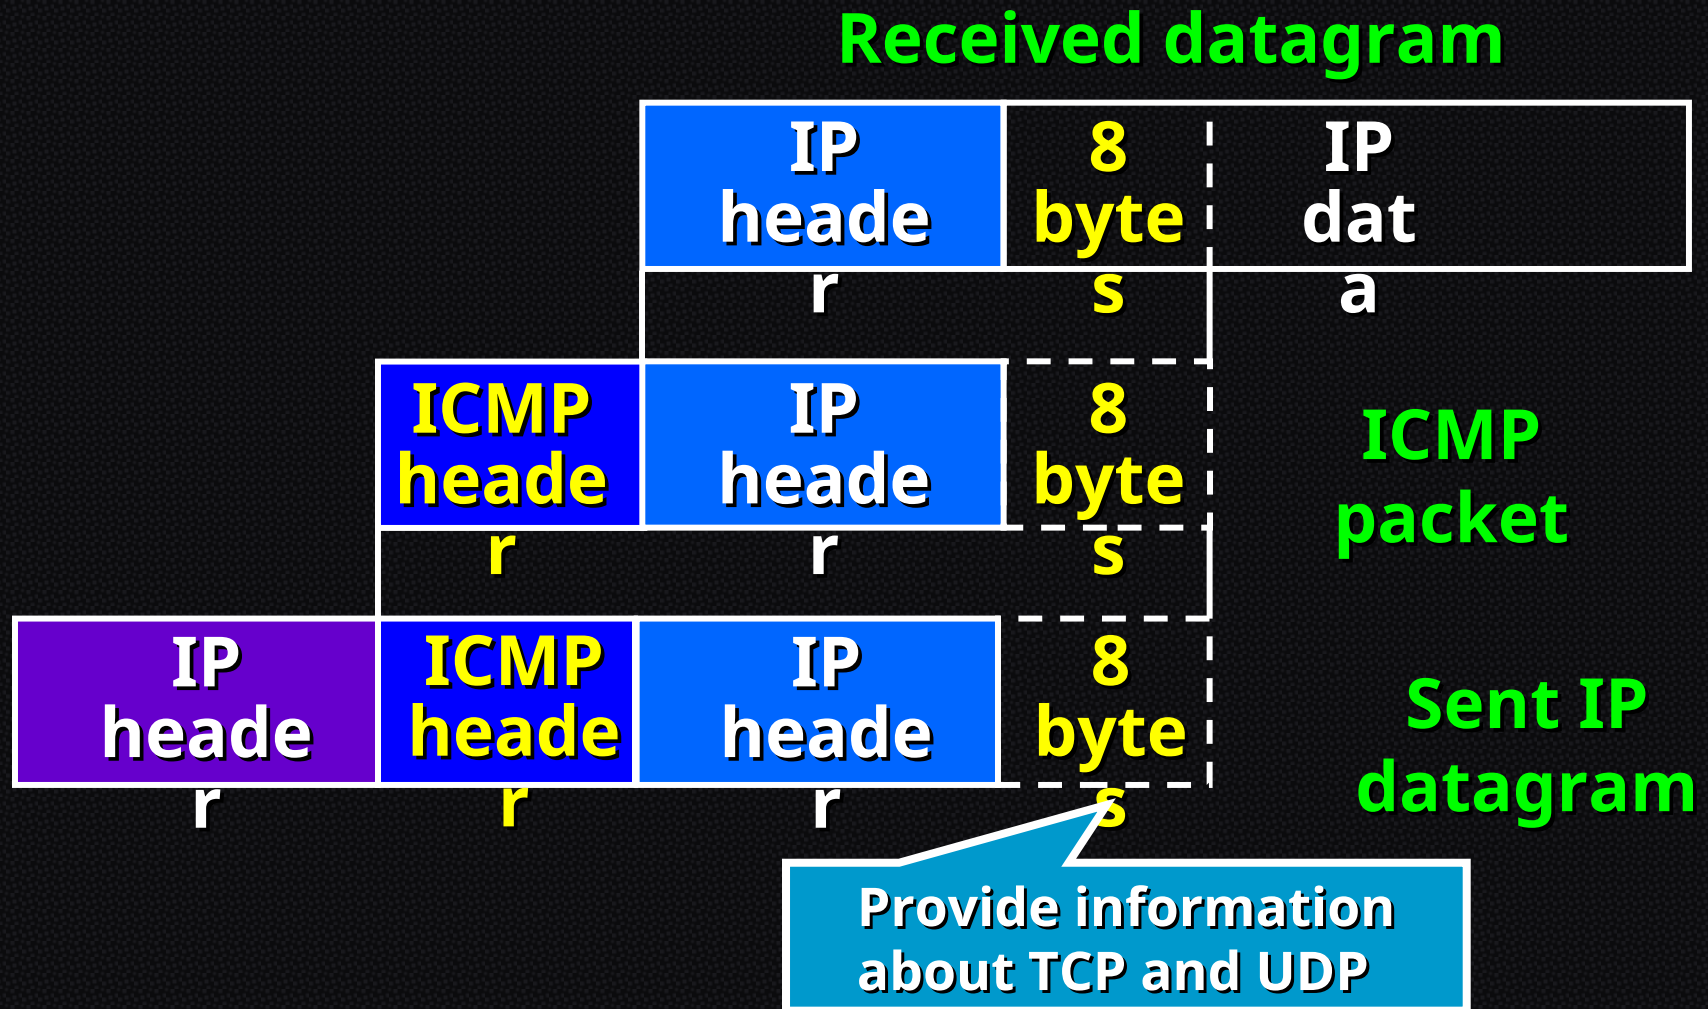 Received datagram
IP
heade
r
8
byte
s
IP
dat
a
ICMP
heade
r
IP
heade
r
8
byte
s
ICMP
packet
IP
heade
r
ICMP
heade
r
IP
heade
r
8
byte
s
Sent IP
datagram
Provide information
about TCP and UDP